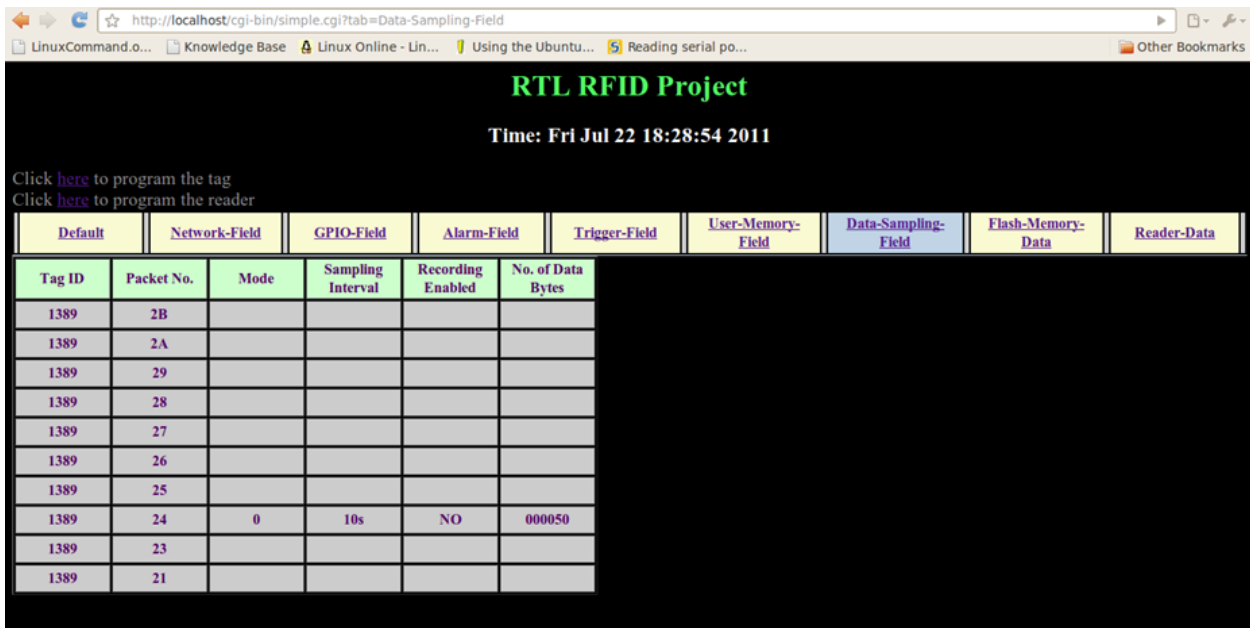 http://localhost/cgi-bin/simple.cgi?tab=Data-Sampling-Field
LinuxCommand.o... Knowledge Base Linux Online - Lin... Using the Ubuntu... Reading serial po... Other Bookmarks
RTL RFID Project
Time: Fri Jul 22 18:28:54 2011
Click here to program the tag
Click here to program the reader
Default Network-Field GPIO-Field Alarm-Field Trigger-Field User-Memory-Field Data-Sampling-Field Flash-Memory-Data Reader-Data
Tag ID Packet No. Mode Sampling Interval Recording Enabled No. of Data Bytes
1389 2B
1389 2A
1389 29
1389 28
1389 27
1389 26
1389 25
1389 24 0 10s NO 000050
1389 23
1389 21